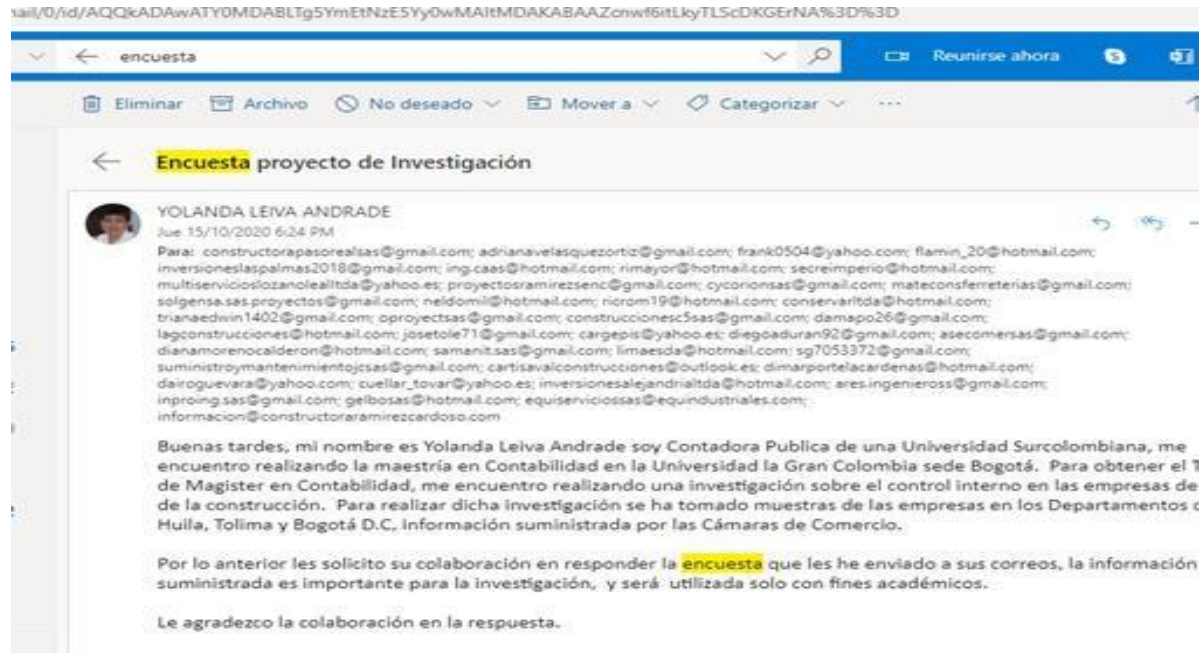 encuesta
Reunirse ahora
Eliminar Archivo No deseado Mover a Categorizar ...
Encuesta proyecto de Investigación
YOLANDA LEIVA ANDRADE
Jue 15/10/2020 6:24 PM
Para: constructorapasorealsas@gmail.com; adrianavelasquezortiz@gmail.com; frank0504@yahoo.com; flamin_20@hotmail.com;
inversioneslaspalmas2018@gmail.com; ing.caas@hotmail.com; rimayor@hotmail.com; secreimperio@hotmail.com;
multiservicioslozanolealltda@yahoo.es; proyectosramirezsenc@gmail.com; cycorionsas@gmail.com; mateconsferreterias@gmail.com;
solgensa.sas.proyectos@gmail.com; neldomil@hotmail.com; ricrom19@hotmail.com; conservarltda@hotmail.com;
trianaedwin1402@gmail.com; oproyectsas@gmail.com; construccionesc5sas@gmail.com; damapo26@gmail.com;
lagconstrucciones@hotmail.com; josetole71@gmail.com; cargepis@yahoo.es; diegoaduran92@gmail.com; asecomersas@gmail.com;
dianamorenocalderon@hotmail.com; samanit.sas@gmail.com; limaesda@hotmail.com; sg7053372@gmail.com;
suministroymantenimientojcsas@gmail.com; cartisavalconstrucciones@outlook.es; dimarportelacardenas@hotmail.com;
dairoguevara@yahoo.com; cuellar_tovar@yahoo.es; inversionesalejandrialtda@hotmail.com; ares.ingenieross@gmail.com;
inproing.sas@gmail.com; gelbosas@hotmail.com; equiserviciossas@equindustriales.com;
informacion@constructoraramirezcardoso.com
Buenas tardes, mi nombre es Yolanda Leiva Andrade soy Contadora Publica de una Universidad Surcolombiana, me
encuentro realizando la maestría en Contabilidad en la Universidad la Gran Colombia sede Bogotá. Para obtener el T
de Magister en Contabilidad, me encuentro realizando una investigación sobre el control interno en las empresas de
de la construcción. Para realizar dicha investigación se ha tomado muestras de las empresas en los Departamentos
Huila, Tolima y Bogotá D.C, Información suministrada por las Cámaras de Comercio.
Por lo anterior les solicito su colaboración en responder la encuesta que les he enviado a sus correos, la información
suministrada es importante para la investigación, y será utilizada solo con fines académicos.
Le agradezco la colaboración en la respuesta.